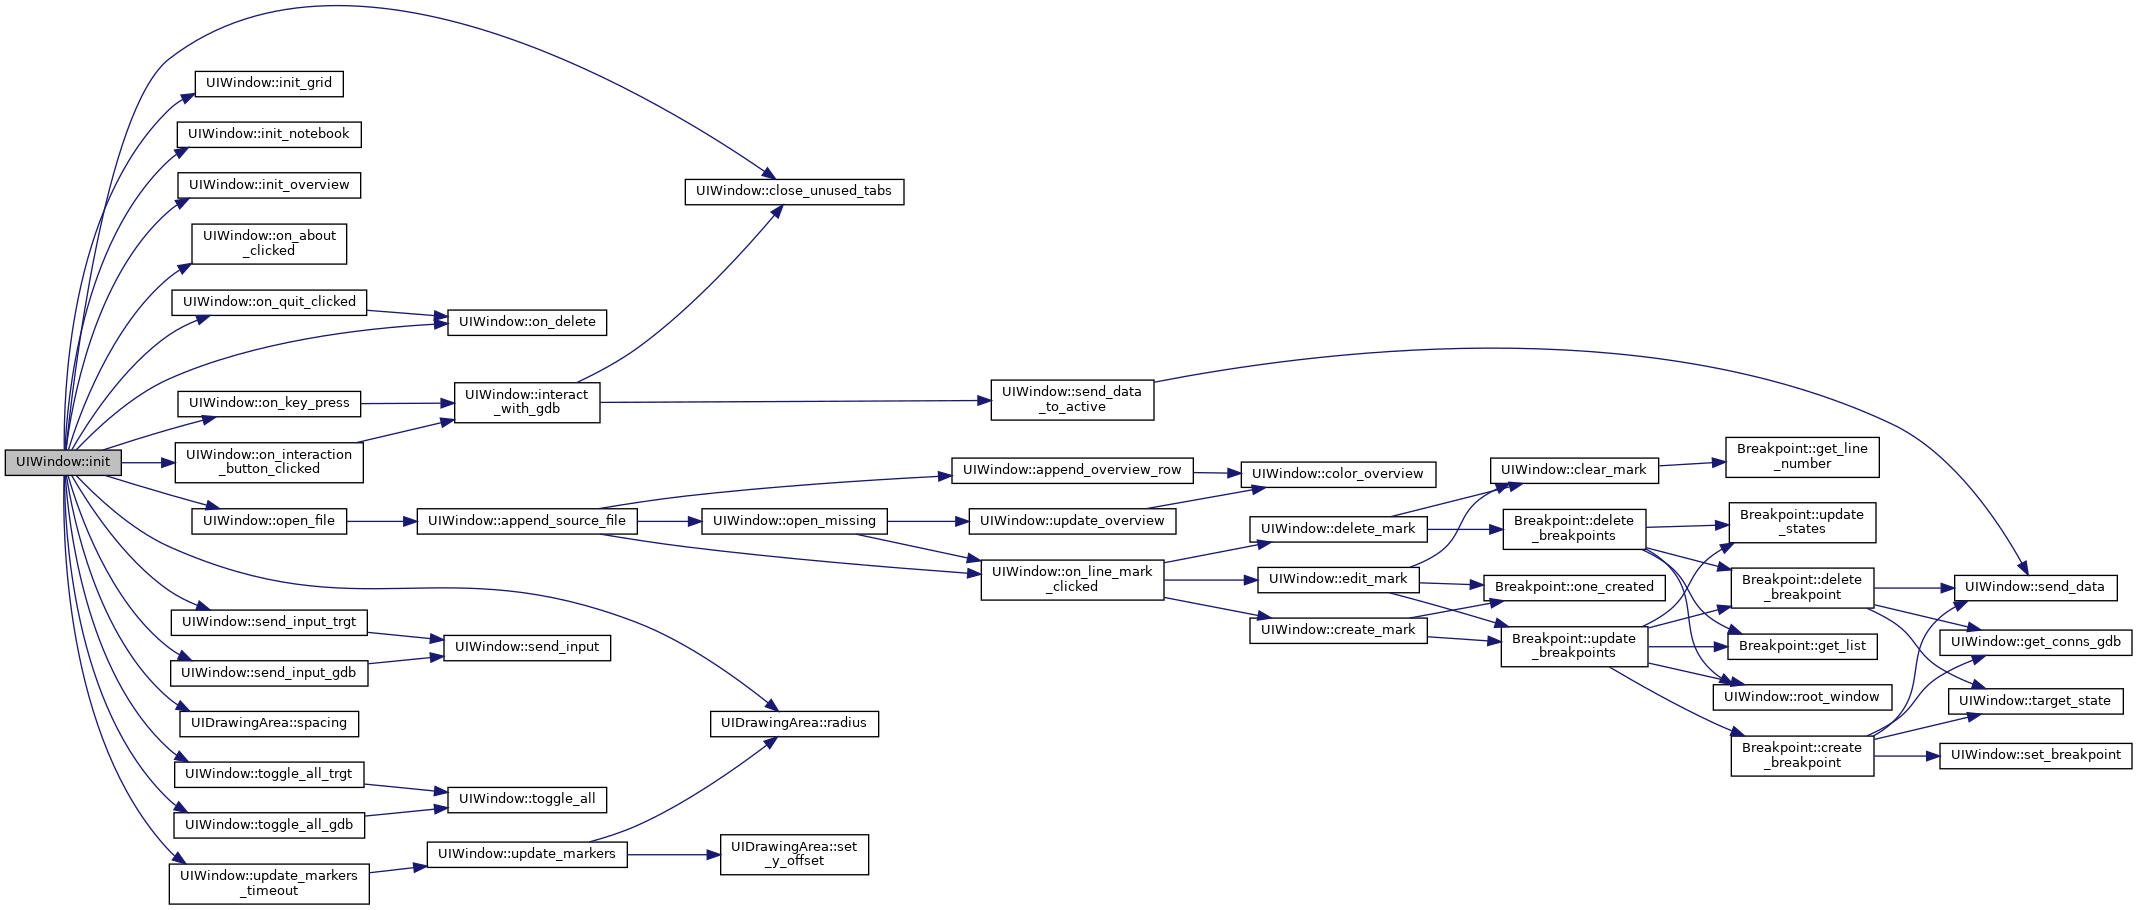 UIWindow::init
UIWindow::init_grid
UIWindow::init_notebook
UIWindow::init_overview
UIWindow::on_about
_clicked
UIWindow::on_quit_clicked
UIWindow::on_key_press
UIWindow::on_interaction
_button_clicked
UIWindow::open_file
UIWindow::send_input_trgt
UIWindow::send_input_gdb
UIDrawingArea::spacing
UIWindow::toggle_all_trgt
UIWindow::toggle_all_gdb
UIWindow::update_markers
_timeout
UIWindow::on_delete
UIWindow::interact
_with_gdb
UIWindow::append_source_file
UIWindow::send_input
UIWindow::toggle_all
UIWindow::update_markers
UIWindow::close_unused_tabs
UIWindow::open_missing
UIDrawingArea::radius
UIDrawingArea::set
_y_offset
UIWindow::send_data
_to_active
UIWindow::append_overview_row
UIWindow::update_overview
UIWindow::on_line_mark
_clicked
UIWindow::color_overview
UIWindow::delete_mark
UIWindow::edit_mark
UIWindow::create_mark
UIWindow::clear_mark
Breakpoint::delete
_breakpoints
Breakpoint::one_created
Breakpoint::update
_breakpoints
Breakpoint::get_line
_number
Breakpoint::update
_states
Breakpoint::delete
_breakpoint
Breakpoint::get_list
UIWindow::root_window
Breakpoint::create
_breakpoint
UIWindow::send_data
UIWindow::get_conns_gdb
UIWindow::target_state
UIWindow::set_breakpoint